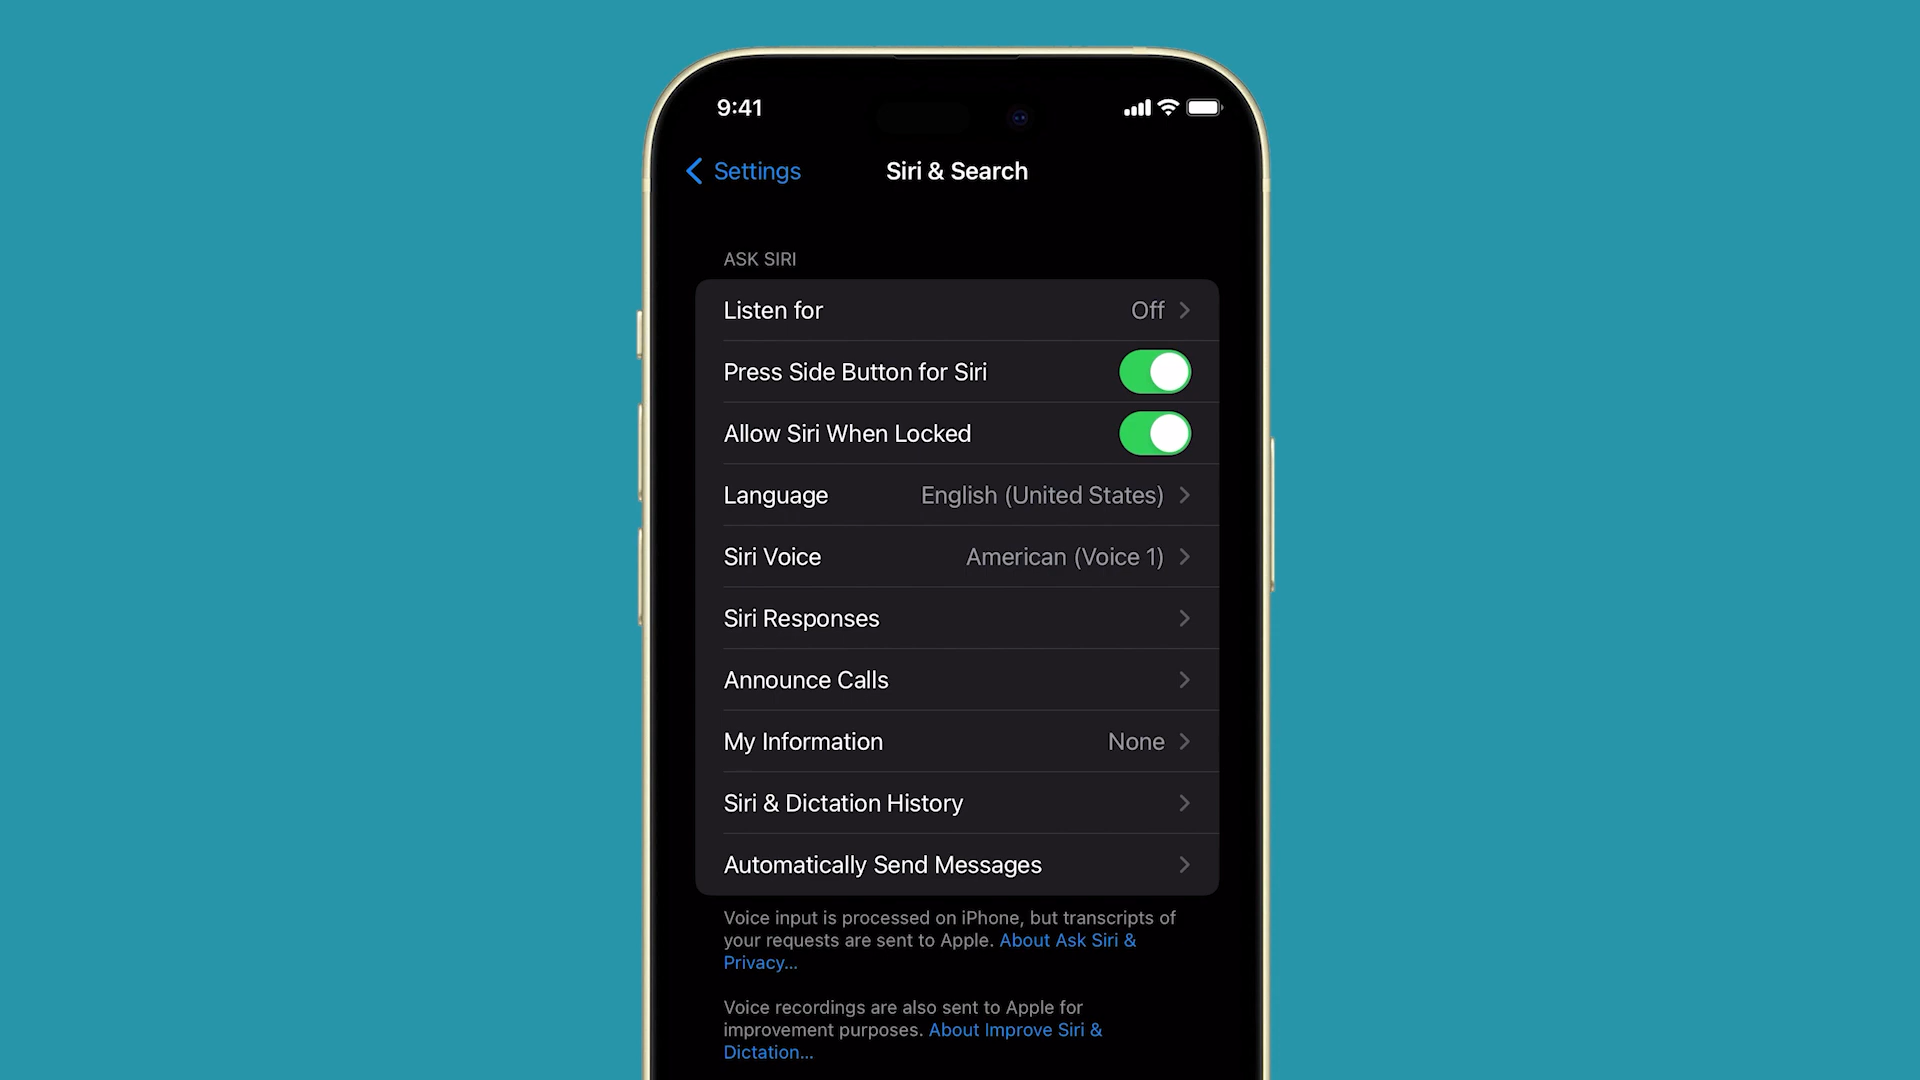 9:41
Settings
Siri & Search
ASK SIRI
Listen for Off
Press Side Button for Siri
Allow Siri When Locked
Language English (United States)
Siri Voice American (Voice 1)
Siri Responses
Announce Calls
My Information None
Siri & Dictation History
Automatically Send Messages
Voice input is processed on iPhone, but transcripts of
your requests are sent to Apple. About Ask Siri &
Privacy...
Voice recordings are also sent to Apple for
improvement purposes. About Improve Siri &
Dictation...